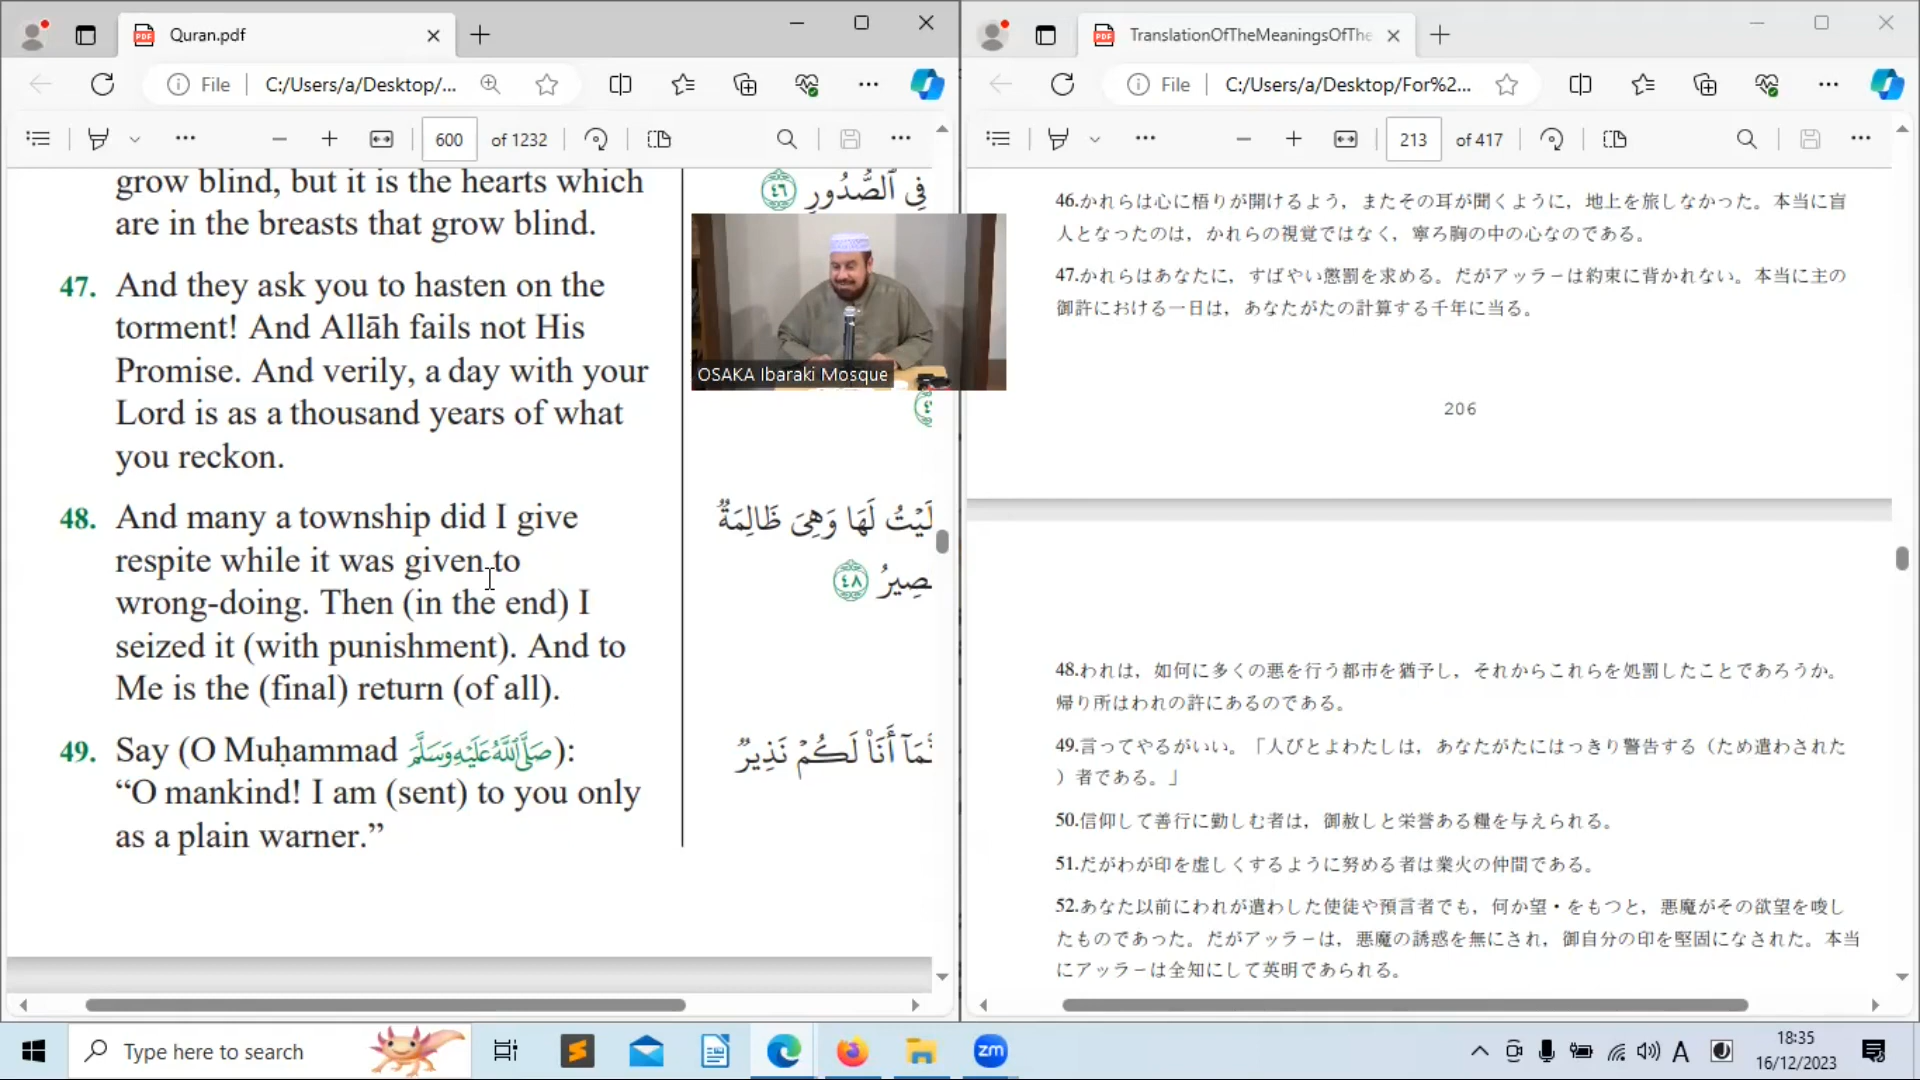 Quran.pdf
File
C:/Users/a/Desktop/...
600 of 1232
grow blind, but it is the hearts which
are in the breasts that grow blind.
47. And they ask you to hasten on the
torment! And Allāh fails not His
Promise. And verily, a day with your
Lord is as a thousand years of what
you reckon.
48. And many a township did I give
respite while it was given to
wrong-doing. Then (in the end) I
seized it (with punishment). And to
Me is the (final) return (of all).
49. Say (O Muḥammad صَلَّى اللَّهُ عَلَيْهِ وَسَلَّمَ):
“O mankind! I am (sent) to you only
as a plain warner.”
فِى ٱلصُّدُورِ ٤٦
لَهَا وَهِىَ ظَالِمَةٌ
٤٨
أَنَا۠ لَكُمْ نَذِيرٌ
OSAKA Ibaraki Mosque
TranslationOfTheMeaningsOfThe
File
C:/Users/a/Desktop/For%2...
213 of 417
46.かれらは心に悟りが開けるよう，またその耳が聞くように，地上を旅しなかった。本当に盲
人となったのは，かれらの視覚ではなく，寧ろ胸の中の心なのである。
47.かれらはあなたに，すばやい懲罰を求める。だがアッラーは約束に背かれない。本当に主の
御許における一日は，あなたがたの計算する千年に当る。
206
48.われは，如何に多くの悪を行う都市を猶予し，それからこれらを処罰したことであろうか。
帰り所はわれの許にあるのである。
49.言ってやるがいい。「人びとよわたしは，あなたがたにはっきり警告する（ため遣わされた
）者である。」
50.信仰して善行に勤しむ者は，御赦しと栄誉ある糧を与えられる。
51.だがわが印を虚しくするように努める者は業火の仲間である。
52.あなた以前にわれが遣わした使徒や預言者でも，何か望・をもつと，悪魔がその欲望を唆し
たものであった。だがアッラーは，悪魔の誘惑を無にされ，御自分の印を堅固になされた。本当
にアッラーは全知にして英明であられる。
Type here to search
zm
A
18:35
16/12/2023